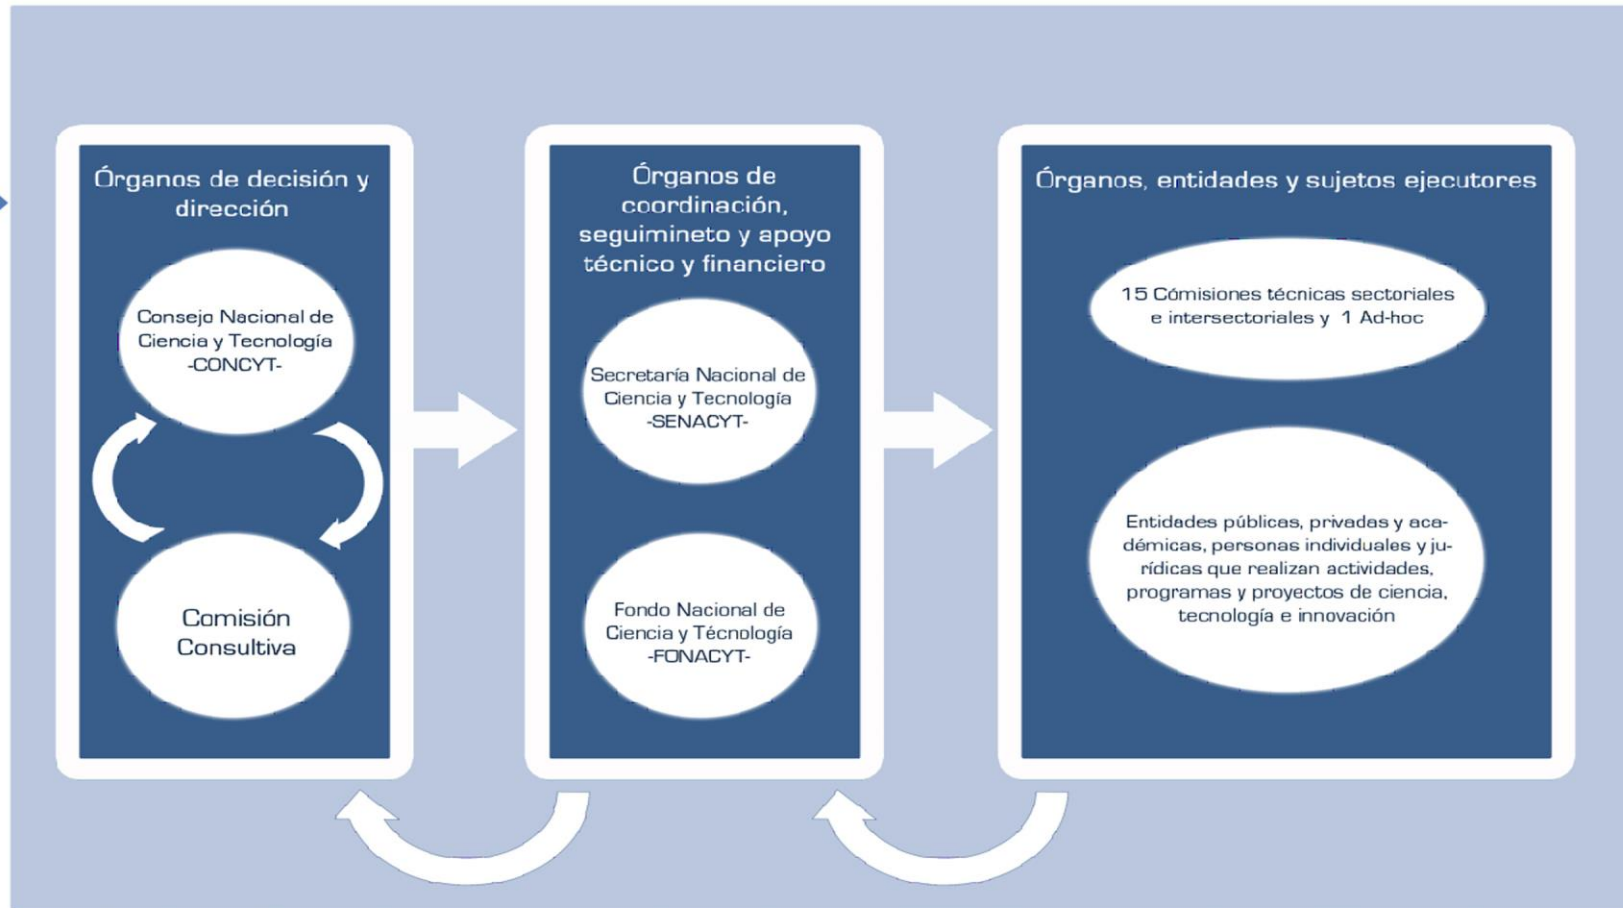 Órganos de decisión y
dirección
Consejo Nacional de
Ciencia y Tecnología
-CONCYT-
Comisión
Consultiva
Órganos de
coordinación,
seguimineto y apoyo
técnico y financiero
Secretaría Nacional de
Ciencia y Tecnología
-SENACYT-
Fondo Nacional de
Ciencia y Técnología
-FONACYT-
Órganos, entidades y sujetos ejecutores
15 Cómisiones técnicas sectoriales
e intersectoriales y 1 Ad-hoc
Entidades públicas, privadas y aca-
démicas, personas individuales y ju-
rídicas que realizan actividades,
programas y proyectos de ciencia,
tecnología e innovación